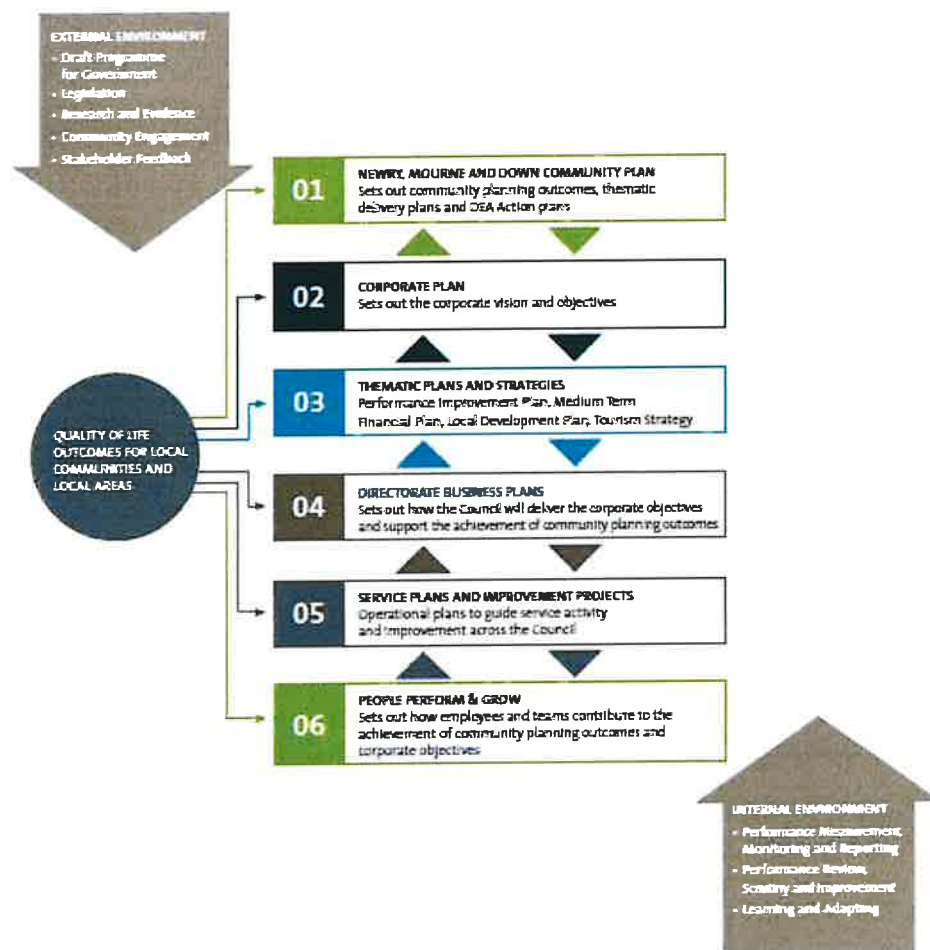 EXTERNAL ENVIRONMENT
- Draft Programme
for Government
- Legislation
- Research and Evidence
- Community Engagement
- Stakeholder Feedback
01
NEWRY, MOURNE AND DOWN COMMUNITY PLAN
Sets out community planning outcomes, thematic
delivery plans and DEA Action plans
02
CORPORATE PLAN
Sets out the corporate vision and objectives
03
THEMATIC PLANS AND STRATEGIES
Performance Improvement Plan, Medium Term
Financial Plan, Local Development Plan, Tourism Strategy
QUALITY OF LIFE
OUTCOMES FOR LOCAL
COMMUNITIES AND
LOCAL AREAS
04
DIRECTORATE BUSINESS PLANS
Sets out how the Council will deliver the corporate objectives
and support the achievement of community planning outcomes
05
SERVICE PLANS AND IMPROVEMENT PROJECTS
Operational plans to guide service activity
and improvement across the Council
06
PEOPLE PERFORM & GROW
Sets out how employees and teams contribute to the
achievement of community planning outcomes and
corporate objectives
INTERNAL ENVIRONMENT
- Performance Measurement,
Monitoring and Reporting
- Performance Review,
Scrutiny and Improvement
- Learning and Adapting